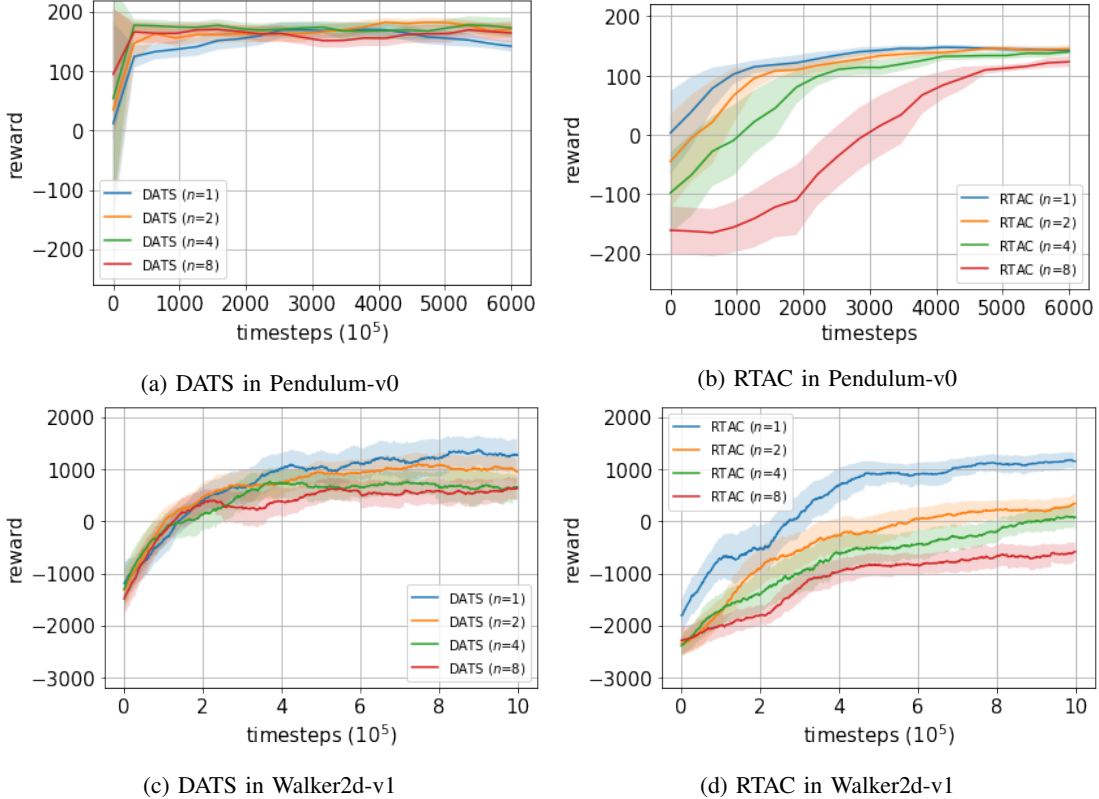 200
100
0
−100
−200
reward
DATS (n=1)
DATS (n=2)
DATS (n=4)
DATS (n=8)
0 1000 2000 3000 4000 5000 6000
timesteps (10^5)
(a) DATS in Pendulum-v0
200
100
0
−100
−200
reward
RTAC (n=1)
RTAC (n=2)
RTAC (n=4)
RTAC (n=8)
0 1000 2000 3000 4000 5000 6000
timesteps
(b) RTAC in Pendulum-v0
2000
1000
0
−1000
−2000
−3000
reward
DATS (n=1)
DATS (n=2)
DATS (n=4)
DATS (n=8)
0 2 4 6 8 10
timesteps (10^5)
(c) DATS in Walker2d-v1
2000
1000
0
−1000
−2000
−3000
reward
RTAC (n=1)
RTAC (n=2)
RTAC (n=4)
RTAC (n=8)
0 2 4 6 8 10
timesteps (10^5)
(d) RTAC in Walker2d-v1